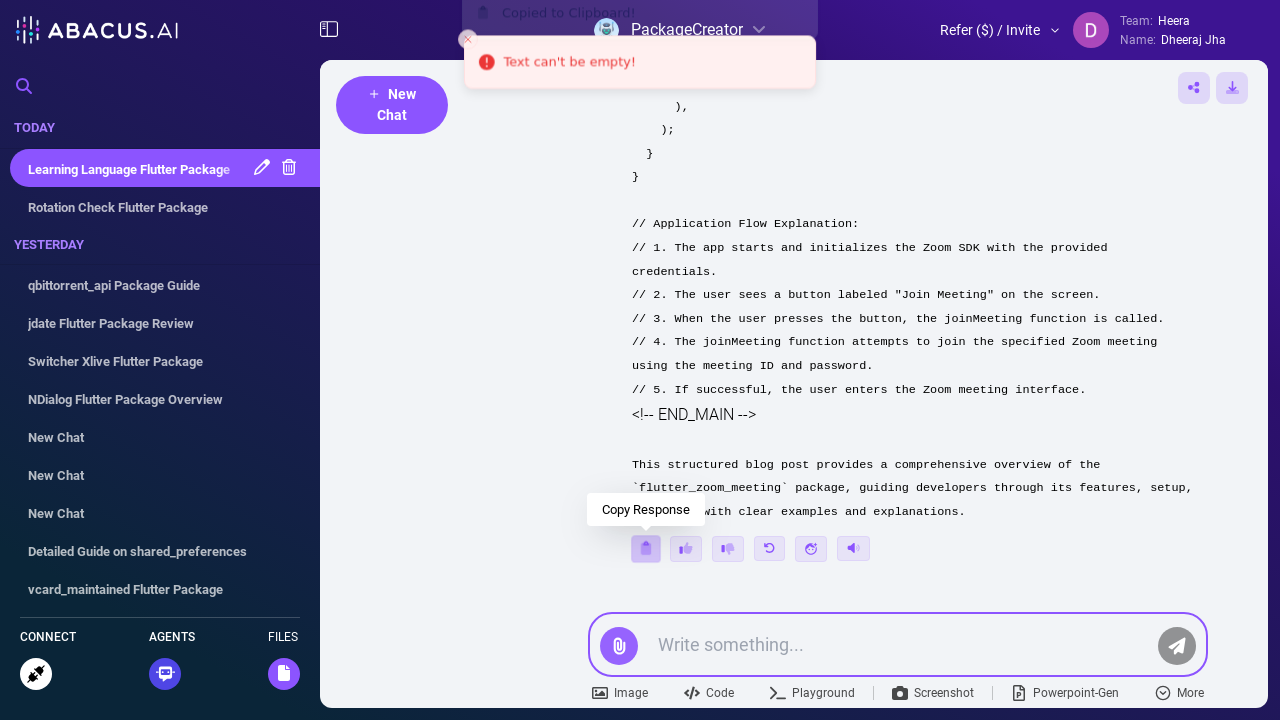 ABACUS.AI
Copied to Clipboard!
PackageCreator
Text can't be empty!
Refer ($) / Invite
D
Team: Heera
Name: Dheeraj Jha
TODAY
Learning Language Flutter Package
Rotation Check Flutter Package
YESTERDAY
qbittorrent_api Package Guide
jdate Flutter Package Review
Switcher Xlive Flutter Package
NDialog Flutter Package Overview
New Chat
New Chat
New Chat
Detailed Guide on shared_preferences
vcard_maintained Flutter Package
CONNECT
AGENTS
FILES
+ New
Chat
),
);
}
}
// Application Flow Explanation:
// 1. The app starts and initializes the Zoom SDK with the provided
credentials.
// 2. The user sees a button labeled "Join Meeting" on the screen.
// 3. When the user presses the button, the joinMeeting function is called.
// 4. The joinMeeting function attempts to join the specified Zoom meeting
using the meeting ID and password.
// 5. If successful, the user enters the Zoom meeting interface.
<!-- END_MAIN -->
This structured blog post provides a comprehensive overview of the
`flutter_zoom_meeting` package, guiding developers through its features, setup,
with clear examples and explanations.
Copy Response
Write something...
Image
Code
Playground
Screenshot
Powerpoint-Gen
More